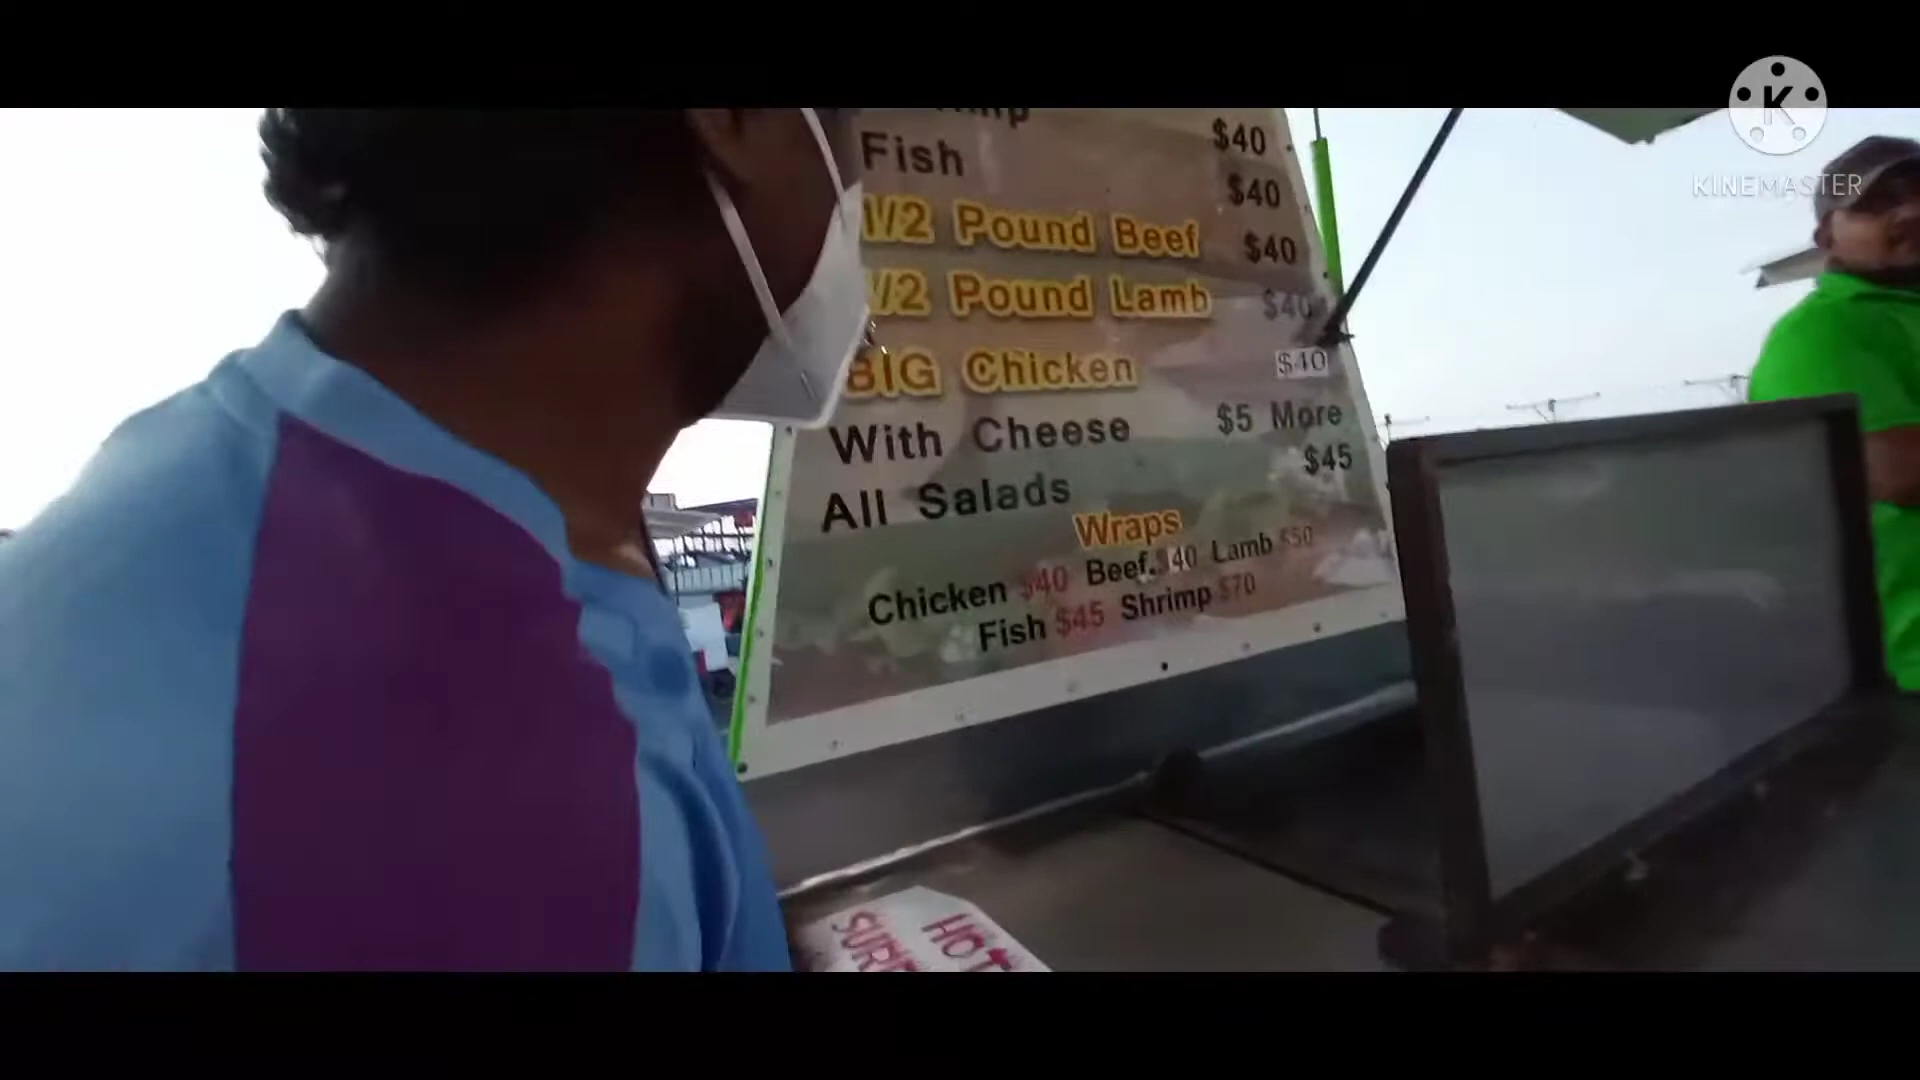 $40
Fish $40
1/2 Pound Beef $40
1/2 Pound Lamb $40
BIG Chicken $40
With Cheese $5 More
All Salads $45
Wraps
Chicken $40 Beef $40 Lamb $50
Fish $45 Shrimp $70
HOT
K
KINEMASTER